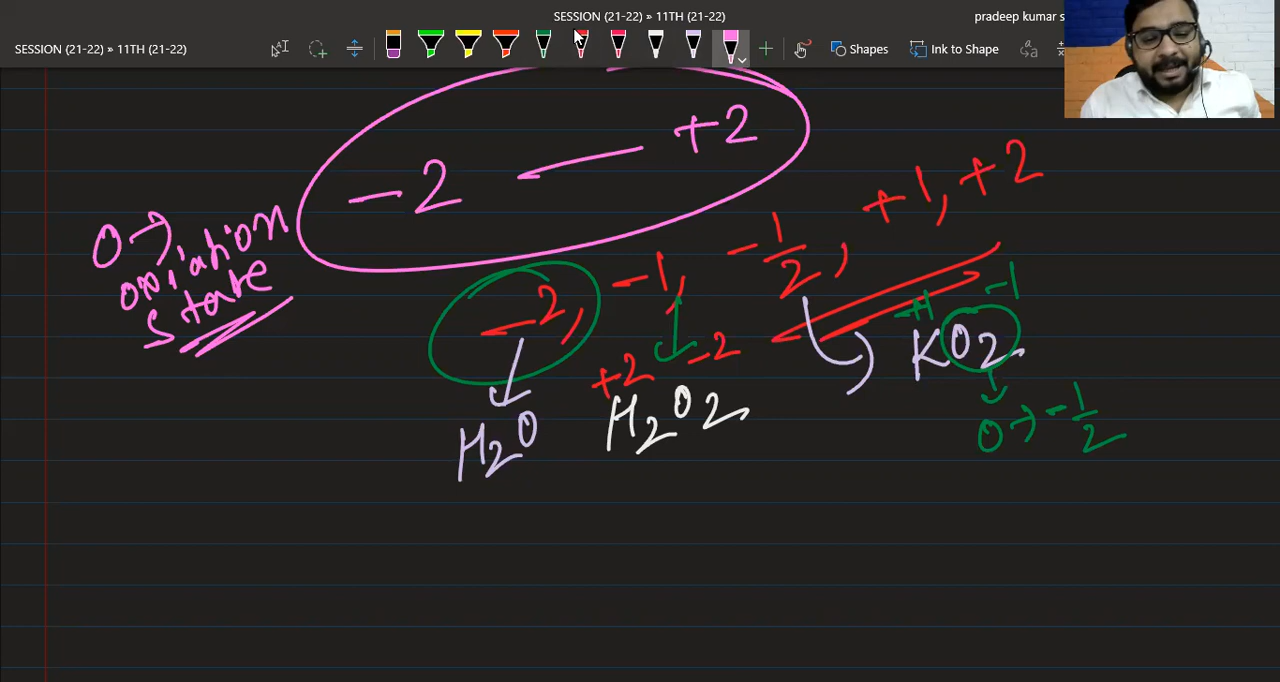 SESSION (21-22) » 11TH (21-22)
pradeep kumar s
SESSION (21-22) » 11TH (21-22)
Shapes
Ink to Shape
-2 +2
O → oxidation
state
-2, -1, -1/2, +1, +2
+2 -2
+1 -1
H2O
H2O2
KO2
O → -1/2